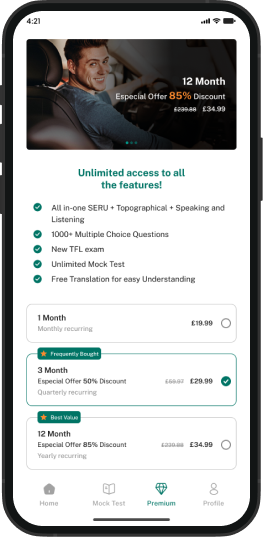 4:21
12 Month
Especial Offer 85% Discount
£239.88 £34.99
Unlimited access to all
the features!
All in-one SERU + Topographical + Speaking and
Listening
1000+ Multiple Choice Questions
New TFL exam
Unlimited Mock Test
Free Translation for easy Understanding
1 Month
Monthly recurring
£19.99
Frequently Bought
3 Month
Especial Offer 50% Discount
Quarterly recurring
£59.97 £29.99
Best Value
12 Month
Especial Offer 85% Discount
Yearly recurring
£239.88 £34.99
Home
Mock Test
Premium
Profile